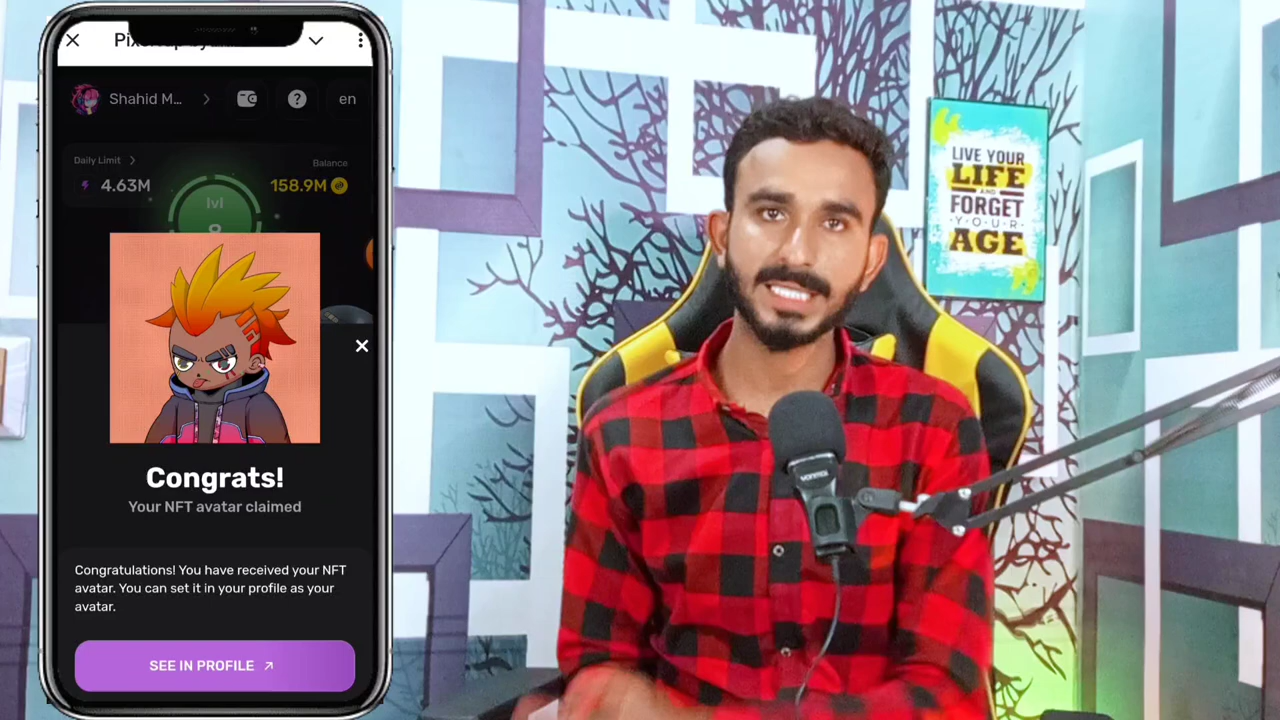 Shahid M...
en
Daily Limit
Balance
4.63M
158.9M
lvl
Congrats!
Your NFT avatar claimed
Congratulations! You have received your NFT
avatar. You can set it in your profile as your
avatar.
SEE IN PROFILE
LIVE YOUR
LIFE
AND
FORGET
YOUR
AGE